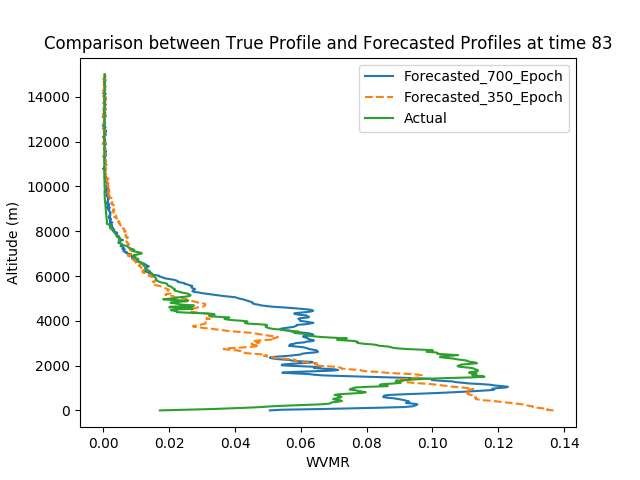 Comparison between True Profile and Forecasted Profiles at time 83
Forecasted_700_Epoch
Forecasted_350_Epoch
Actual
14000
12000
10000
8000
6000
4000
2000
0
Altitude (m)
0.00 0.02 0.04 0.06 0.08 0.10 0.12 0.14
WVMR